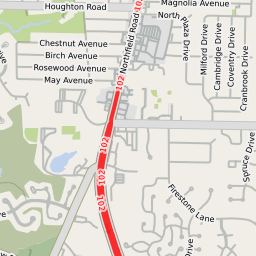 Magnolia Avenue
Houghton Road
102
North
Plaza Drive
Chestnut Avenue
Birch Avenue
Rosewood Avenue
May Avenue
Northfield Road
102
Milford Drive
Cambridge Drive
Coventry Drive
Cranbrook Drive
102
102
102
Spruce Drive
Firestone Lane